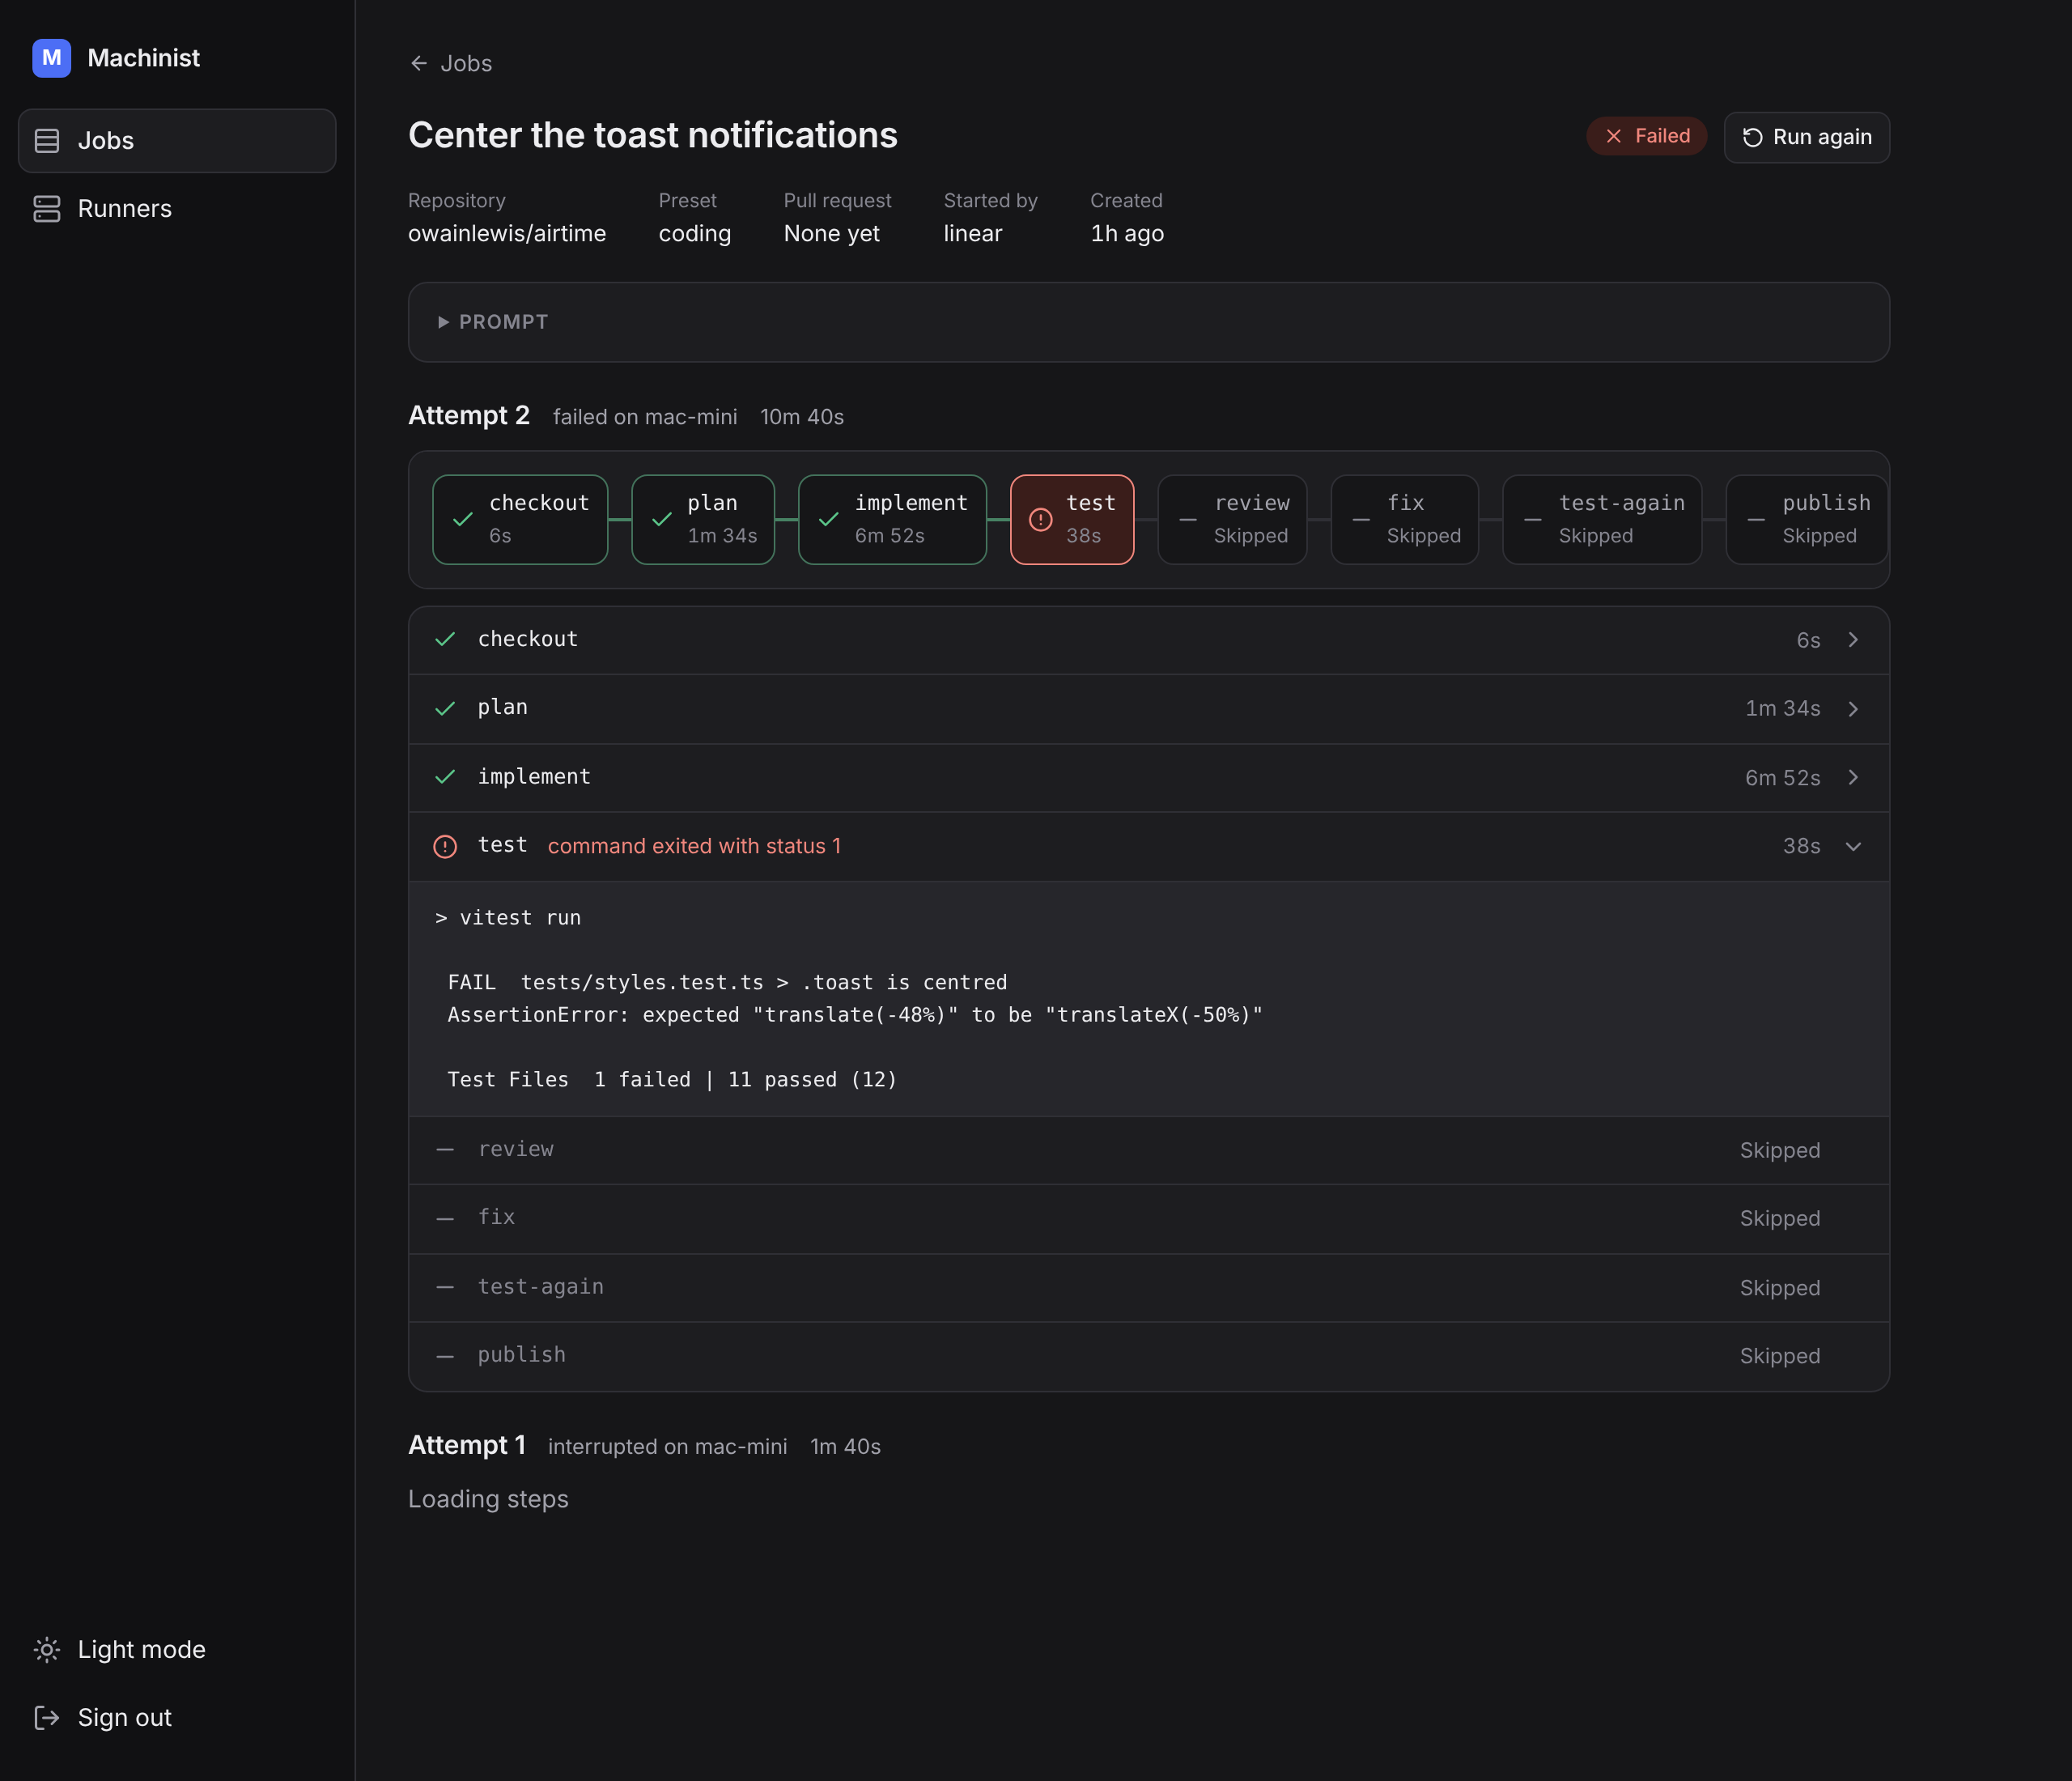 M Machinist
Jobs
Runners
Light mode
Sign out
← Jobs
Center the toast notifications
Failed
Run again
Repository Preset Pull request Started by Created
owainlewis/airtime coding None yet linear 1h ago
PROMPT
Attempt 2 failed on mac-mini 10m 40s
checkout plan implement test review fix test-again publish
6s 1m 34s 6m 52s 38s Skipped Skipped Skipped Skipped
checkout 6s
plan 1m 34s
implement 6m 52s
test command exited with status 1 38s
> vitest run
FAIL tests/styles.test.ts > .toast is centred
AssertionError: expected "translate(-48%)" to be "translateX(-50%)"
Test Files 1 failed | 11 passed (12)
review Skipped
fix Skipped
test-again Skipped
publish Skipped
Attempt 1 interrupted on mac-mini 1m 40s
Loading steps